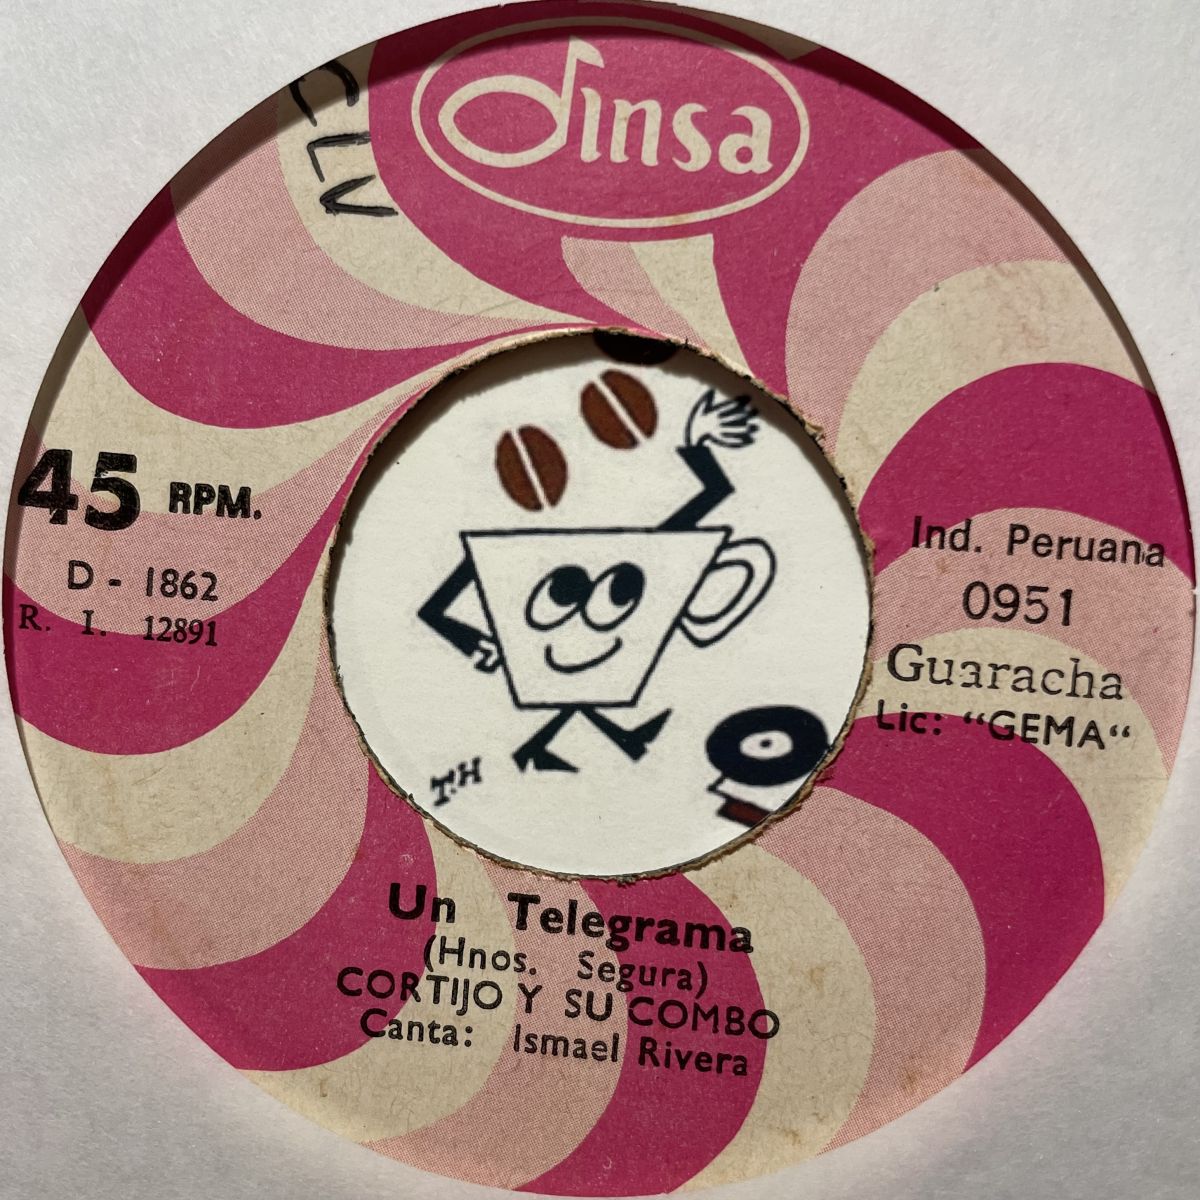 CLV
Dinsa
45 RPM.
D - 1862
R. I. 12891
Ind. Peruana
0951
Guaracha
Lic: "GEMA"
T.H
Un Telegrama
(Hnos. Segura)
CORTIJO Y SU COMBO
Canta: Ismael Rivera